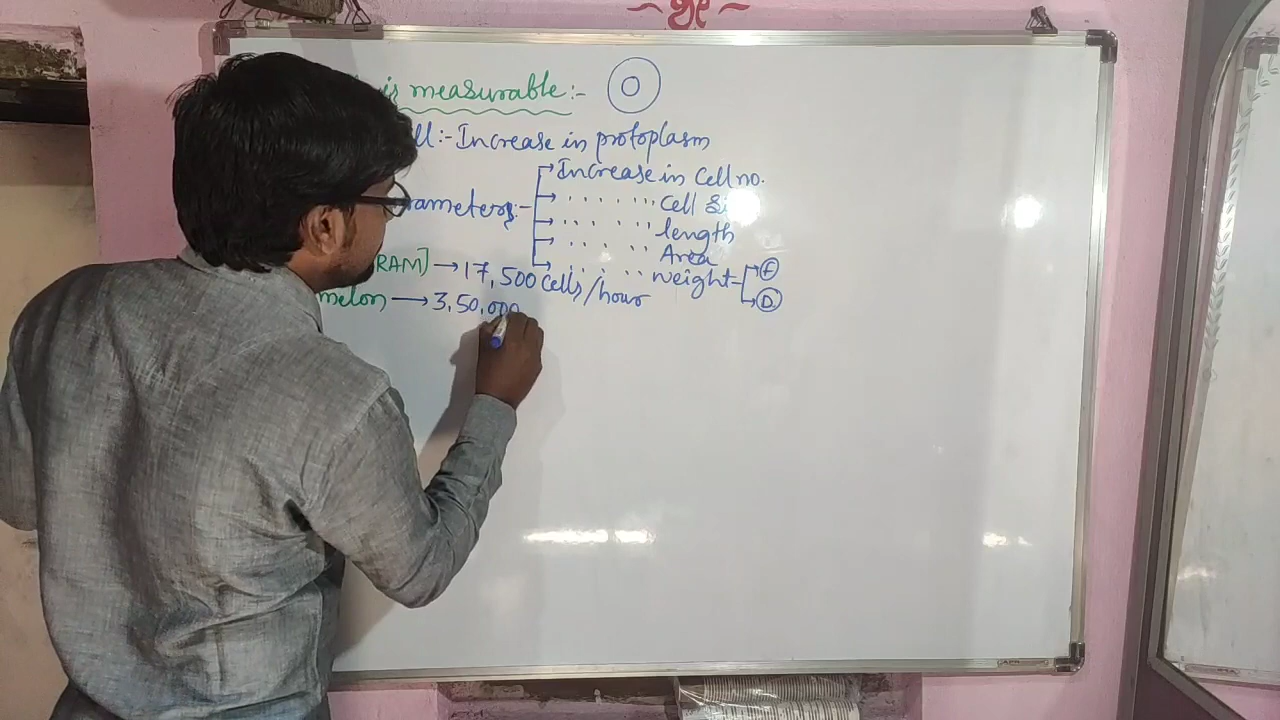 श्री
is measurable:-
ll:- Increase in protoplasm
rameters:-
Increase in Cell no.
....... Cell Si
....... length
...... Area
...... weight
F
D
RAM] → 17,500 Cells/hour
melon → 3,50,000